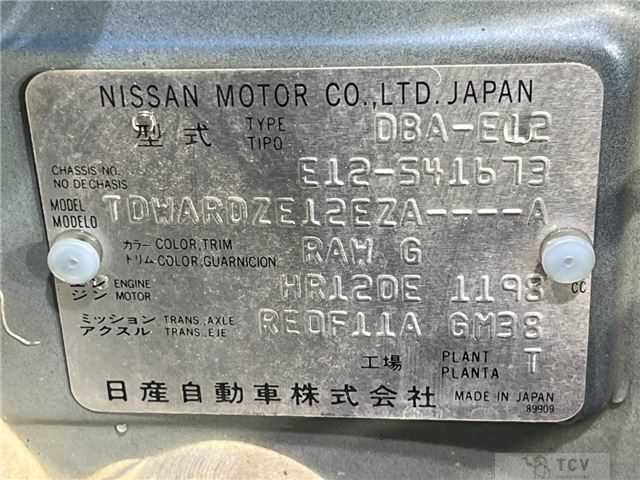 NISSAN MOTOR CO.,LTD. JAPAN
型式 TYPE TIPO DBA-E12
CHASSIS NO. NO DECHASIS E12-541673
MODEL MODELO TDWARDZE12EZA----A
カラー COLOR,TRIM トリム COLOR,GUARNICION RAW G
エンジン ENGINE MOTOR HR12DE 1198 CC
ミッション TRANS.,AXLE アクスル TRANS.,EJE RE0F11A GM38
工場 PLANT PLANTA T
日産自動車株式会社 MADE IN JAPAN
89909
TCV